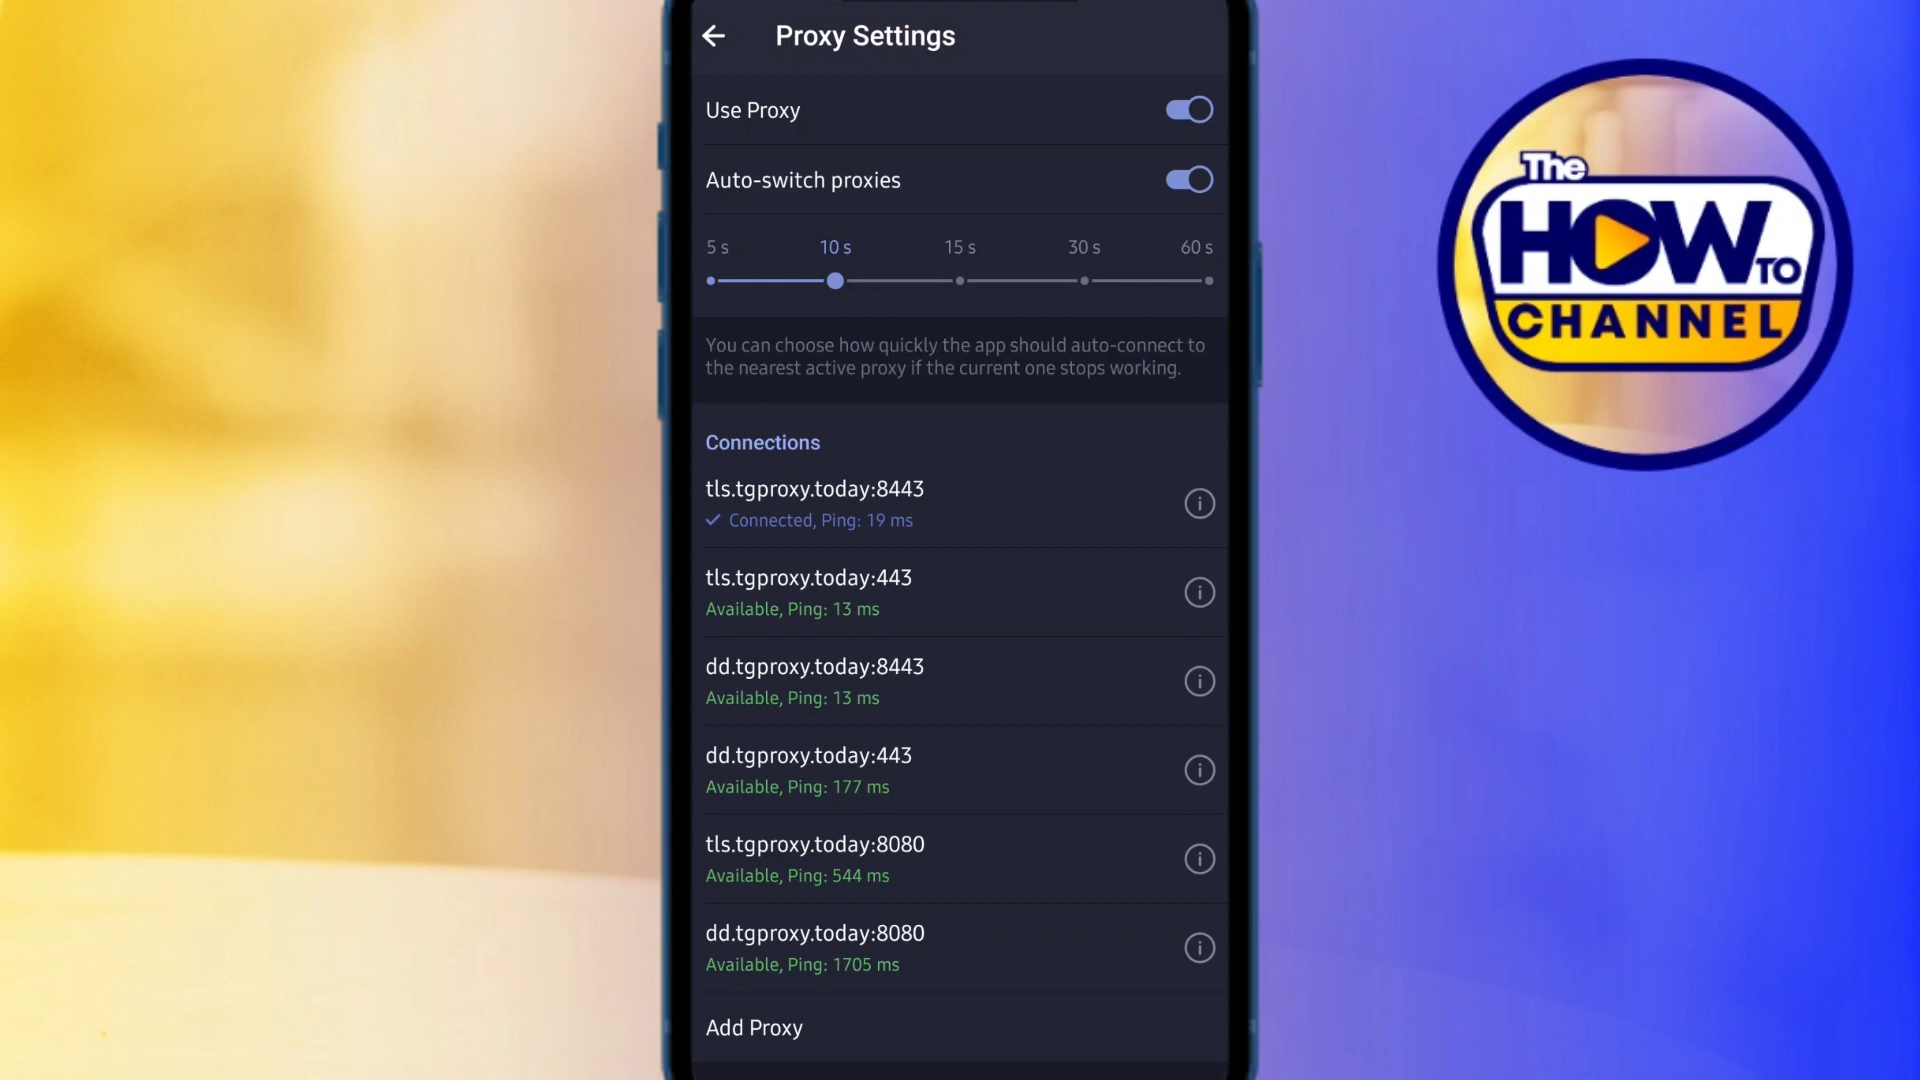 Proxy Settings
Use Proxy
Auto-switch proxies
5 s 10 s 15 s 30 s 60 s
You can choose how quickly the app should auto-connect to
the nearest active proxy if the current one stops working.
Connections
tls.tgproxy.today:8443
Connected, Ping: 19 ms
tls.tgproxy.today:443
Available, Ping: 13 ms
dd.tgproxy.today:8443
Available, Ping: 13 ms
dd.tgproxy.today:443
Available, Ping: 177 ms
tls.tgproxy.today:8080
Available, Ping: 544 ms
dd.tgproxy.today:8080
Available, Ping: 1705 ms
Add Proxy
The
HOW TO
CHANNEL